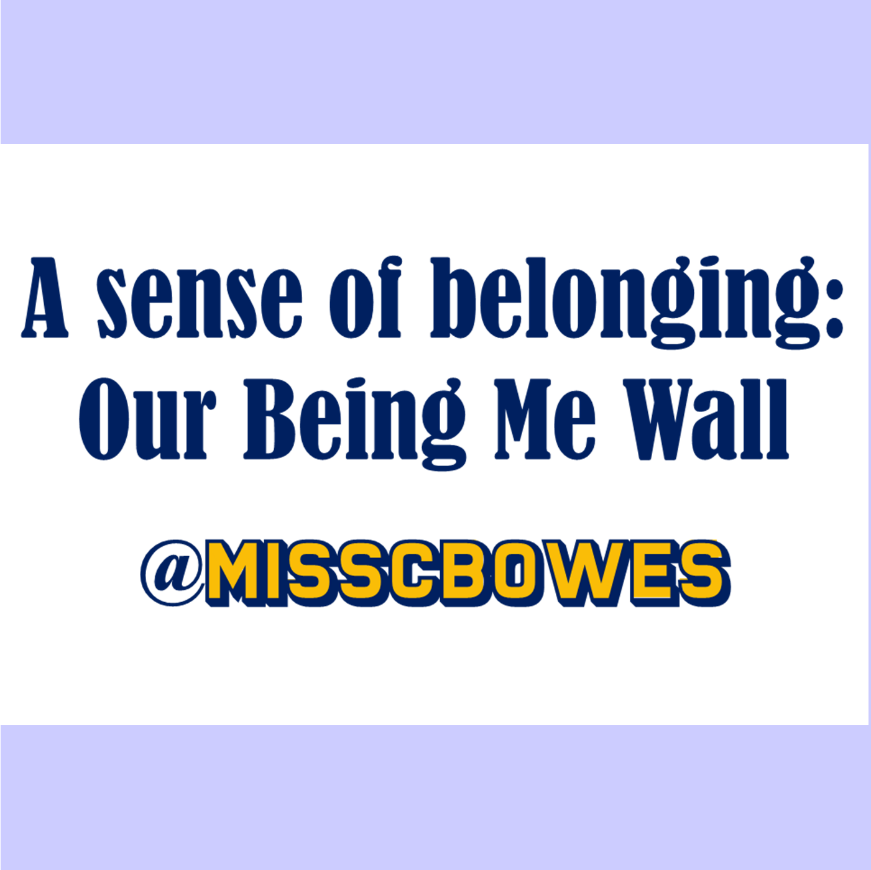 A sense of belonging:
Our Being Me Wall
@MISSCBOWES